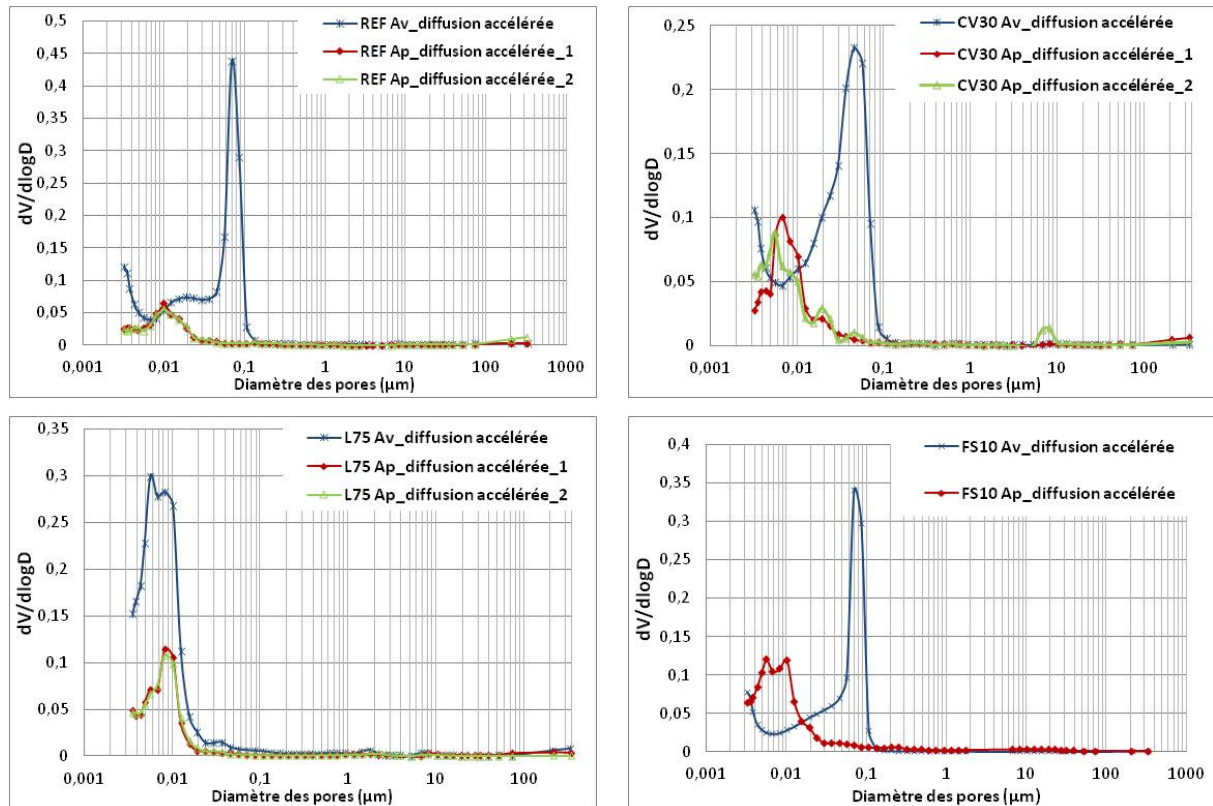 REF Av_diffusion accélérée
REF Ap_diffusion accélérée_1
REF Ap_diffusion accélérée_2
0,5
0,45
0,4
0,35
0,3
0,25
0,2
0,15
0,1
0,05
0
dV/dlogD
0,001 0,01 0,1 1 10 100 1000
Diamètre des pores (µm)
CV30 Av_diffusion accélérée
CV30 Ap_diffusion accélérée_1
CV30 Ap_diffusion accélérée_2
0,25
0,2
0,15
0,1
0,05
0
dV/dlogD
0,001 0,01 0,1 1 10 100
Diamètre des pores (µm)
L75 Av_diffusion accélérée
L75 Ap_diffusion accélérée_1
L75 Ap_diffusion accélérée_2
0,35
0,3
0,25
0,2
0,15
0,1
0,05
0
dV/dlogD
0,001 0,01 0,1 1 10 100
Diamètre des pores (µm)
FS10 Av_diffusion accélérée
FS10 Ap_diffusion accélérée
0,4
0,35
0,3
0,25
0,2
0,15
0,1
0,05
0
dV/dlogD
0,001 0,01 0,1 1 10 100 1000
Diamètre des pores (µm)